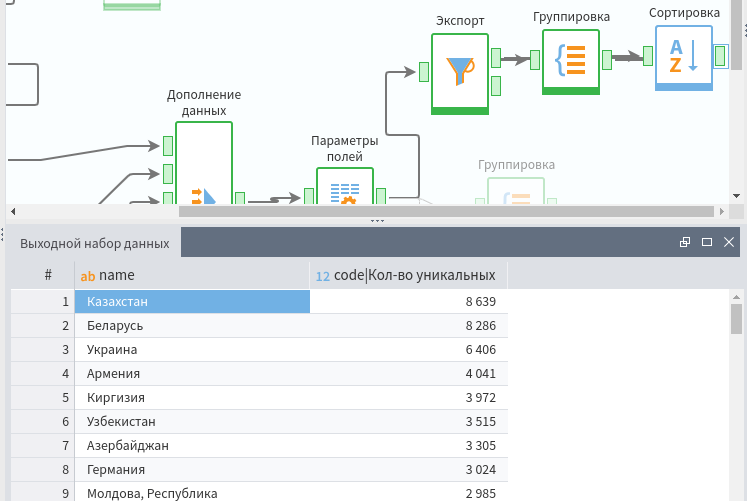 Экспорт
Группировка
Сортировка
A
Z
Дополнение
данных
Параметры
полей
Группировка
Выходной набор данных
# ab name 12 code|Кол-во уникальных
1 Казахстан 8 639
2 Беларусь 8 286
3 Украина 6 406
4 Армения 4 041
5 Киргизия 3 972
6 Узбекистан 3 515
7 Азербайджан 3 305
8 Германия 3 024
9 Молдова, Республика 2 985